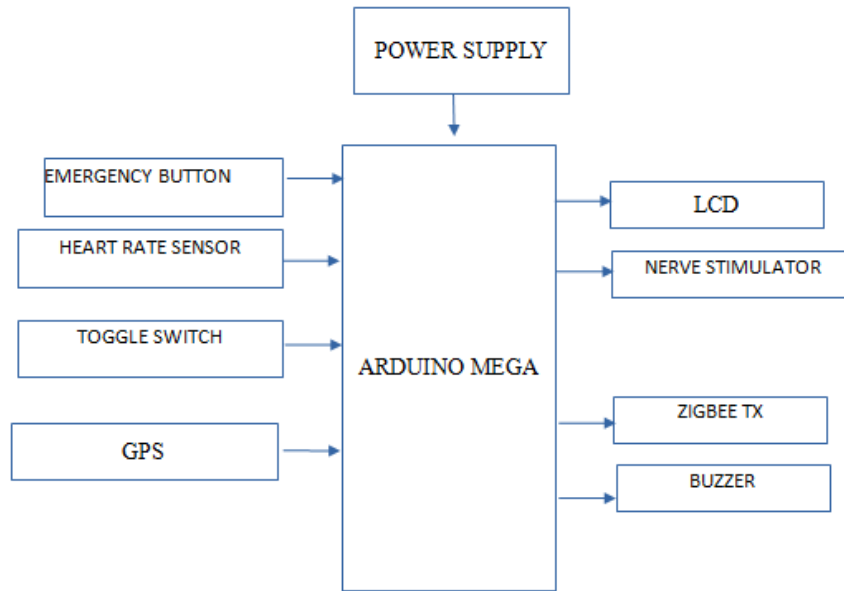 POWER SUPPLY
EMERGENCY BUTTON
HEART RATE SENSOR
TOGGLE SWITCH
GPS
ARDUINO MEGA
LCD
NERVE STIMULATOR
ZIGBEE TX
BUZZER